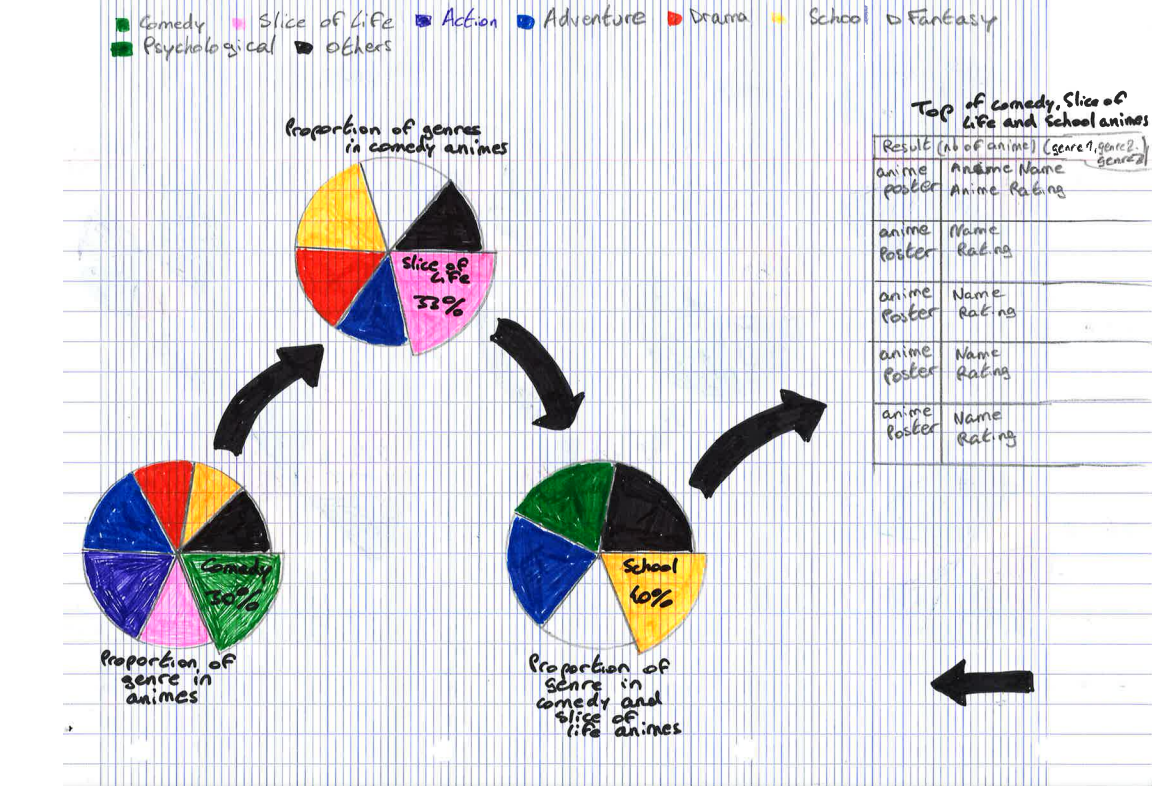 Comedy Slice of Life Action Adventure Drama School Fantasy
Psychological Others
Top of comedy, Slice of
Life and School animes
Result (nb of anime) (genre 1, genre 2,
genre 3)
anime
poster
Anime Name
Anime Rating
anime
Poster
Name
Rating
anime
Poster
Name
Rating
anime
Poster
Name
Rating
anime
Poster
Name
Rating
Proportion of genres
in comedy animes
Slice of
Life
33%
Comedy
30%
Proportion of
genre in
animes
School
40%
Proportion of
genre in
comedy and
Slice of
life animes